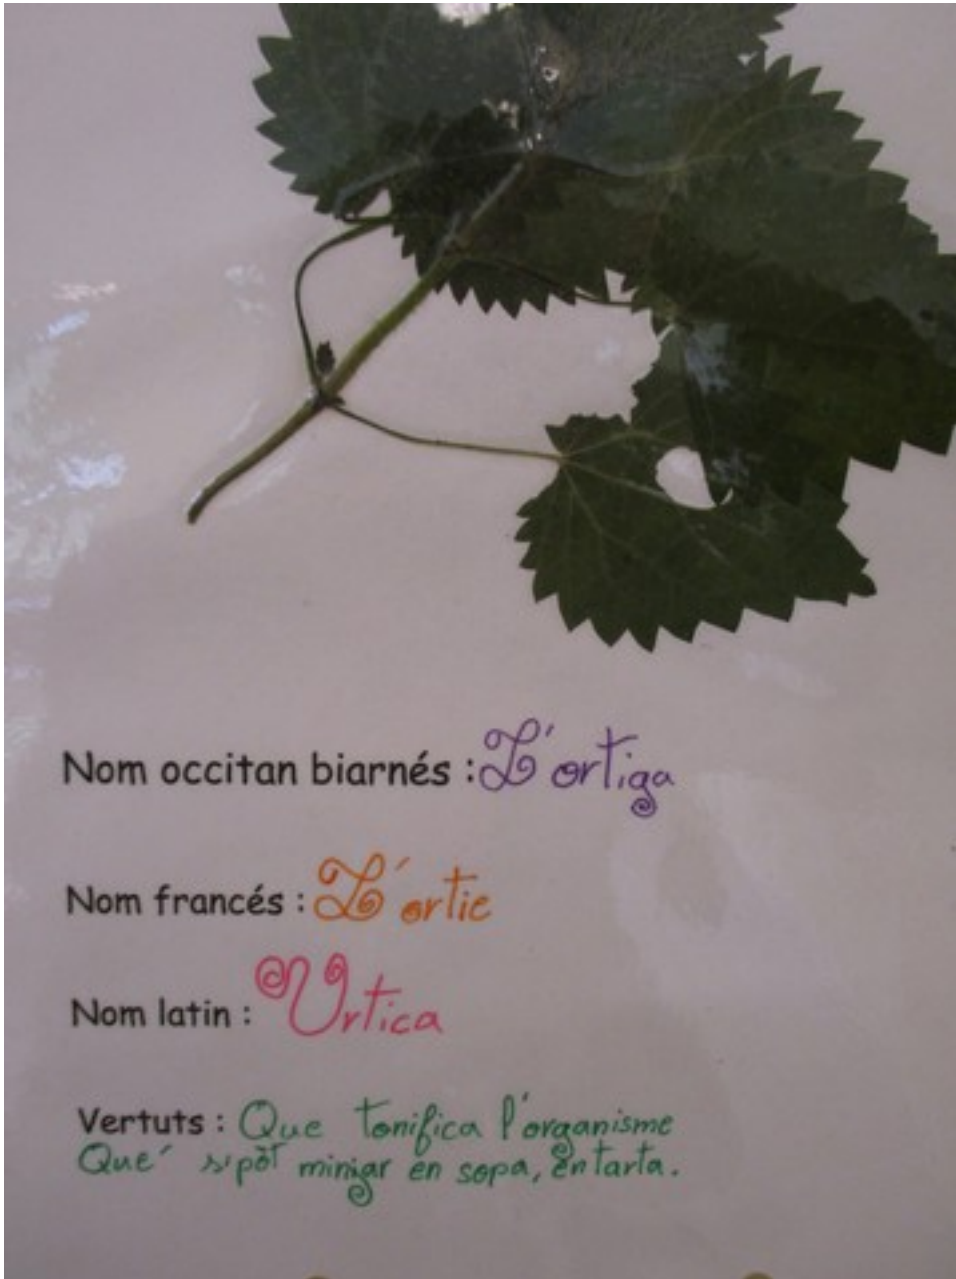 Nom occitan biarnés : L'ortiga
Nom francés : L'ortie
Nom latin : Urtica
Vertuts : Que tonifica l'organisme
Que s'pòt minjar en sopa, en tarta.